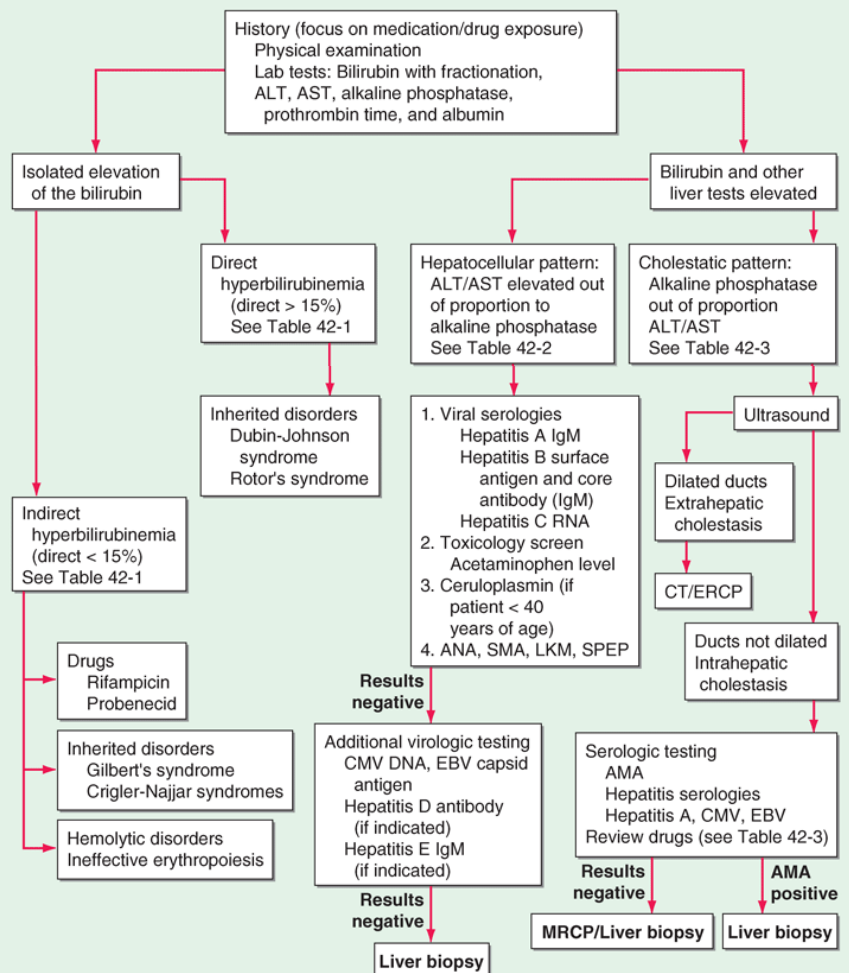 History (focus on medication/drug exposure)
Physical examination
Lab tests: Bilirubin with fractionation,
ALT, AST, alkaline phosphatase,
prothrombin time, and albumin
Isolated elevation
of the bilirubin
Bilirubin and other
liver tests elevated
Direct
hyperbilirubinemia
(direct > 15%)
See Table 42-1
Hepatocellular pattern:
ALT/AST elevated out
of proportion to
alkaline phosphatase
See Table 42-2
Cholestatic pattern:
Alkaline phosphatase
out of proportion
ALT/AST
See Table 42-3
Inherited disorders
Dubin-Johnson
syndrome
Rotor's syndrome
1. Viral serologies
Hepatitis A IgM
Hepatitis B surface
antigen and core
antibody (IgM)
Hepatitis C RNA
2. Toxicology screen
Acetaminophen level
3. Ceruloplasmin (if
patient < 40
years of age)
4. ANA, SMA, LKM, SPEP
Ultrasound
Dilated ducts
Extrahepatic
cholestasis
CT/ERCP
Indirect
hyperbilirubinemia
(direct < 15%)
See Table 42-1
Ducts not dilated
Intrahepatic
cholestasis
Drugs
Rifampicin
Probenecid
Results
negative
Inherited disorders
Gilbert's syndrome
Crigler-Najjar syndromes
Additional virologic testing
CMV DNA, EBV capsid
antigen
Hepatitis D antibody
(if indicated)
Hepatitis E IgM
(if indicated)
Serologic testing
AMA
Hepatitis serologies
Hepatitis A, CMV, EBV
Review drugs (see Table 42-3)
Hemolytic disorders
Ineffective erythropoiesis
Results
negative
AMA
positive
Results
negative
MRCP/Liver biopsy
Liver biopsy
Liver biopsy